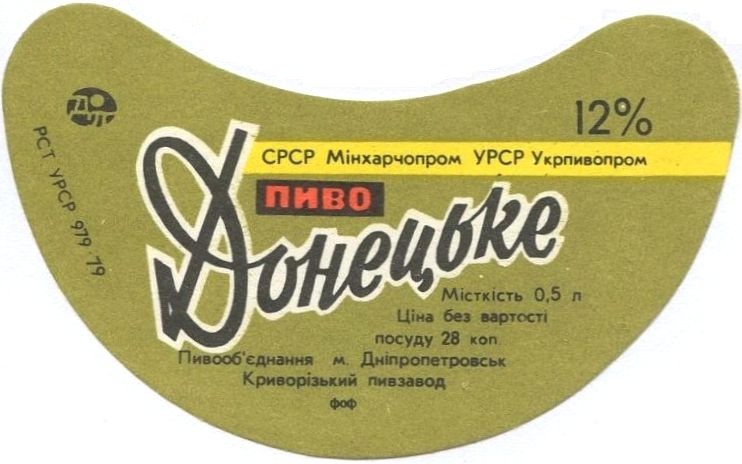 12%
СРСР Мінхарчопром УРСР Укрпивопром
ПИВО
Донецьке
Місткість 0,5 л
Ціна без вартості
посуду 28 коп.
Пивооб'єднання м. Дніпропетровськ
Криворізький пивзавод
фоф
РСТ УРСР 979-79